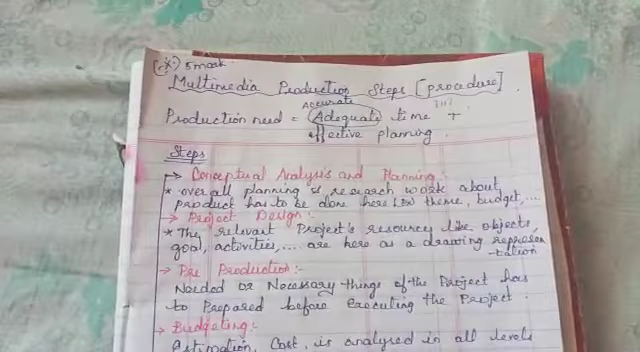 5 mark
Multimedia Production Steps [procedure].
Accurate
Production need = Adequate time +
effective planning.
Steps
→ Conceptual Analysis and Planning:-
* overall planning & research work about
product has to be done here theme, budget,...
→ Project Design:-
* The relevant Project's resources like objects,
goal, activities,.... are here as a drawing represen
-tation
→ Pre Production:-
Needed or Necessary things of the Project has
to Prepared before executing the Project.
→ Budgeting:-
Estimation, Cost, is analysed in all levels